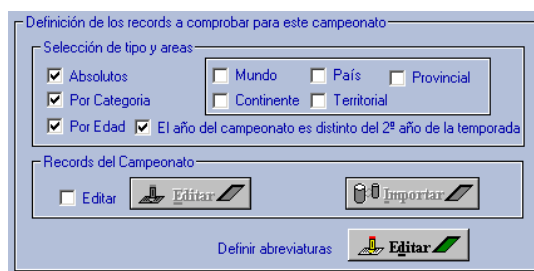 Definición de los records a comprobar para este campeonato
Selección de tipo y areas
Absolutos Mundo País Provincial
Por Categoria Continente Territorial
Por Edad El año del campeonato es distinto del 2º año de la temporada
Records del Campeonato
Editar Editar Importar
Definir abreviaturas Editar